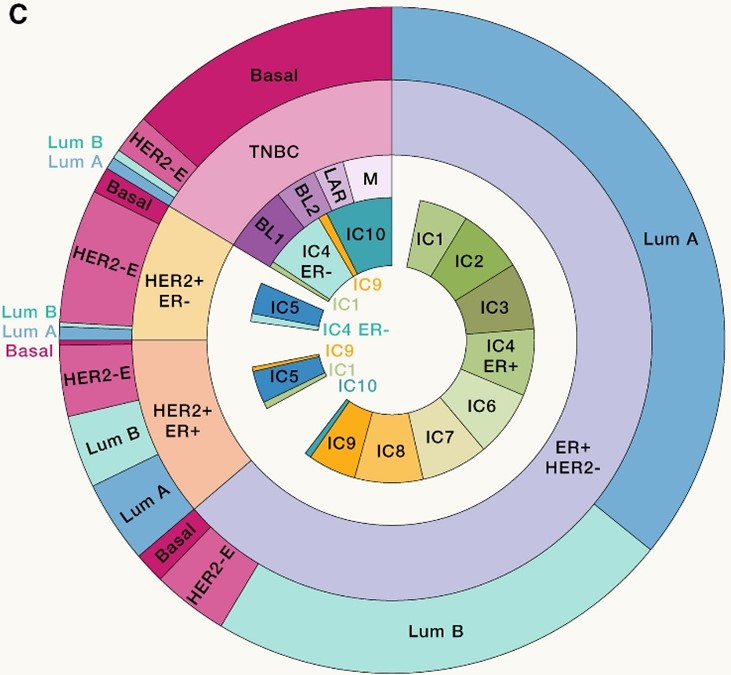 C
Basal
HER2-E
Lum B
Lum A
Basal
HER2-E
Lum B
Lum A
Basal
HER2-E
Lum B
Lum A
Basal
HER2-E
Lum B
Lum A
TNBC
HER2+
ER-
HER2+
ER+
ER+
HER2-
BL1
BL2
LAR
M
IC10
IC4
ER-
IC9
IC1
IC5
IC4 ER-
IC9
IC1
IC5
IC10
IC9
IC8
IC7
IC6
IC4
ER+
IC3
IC2
IC1